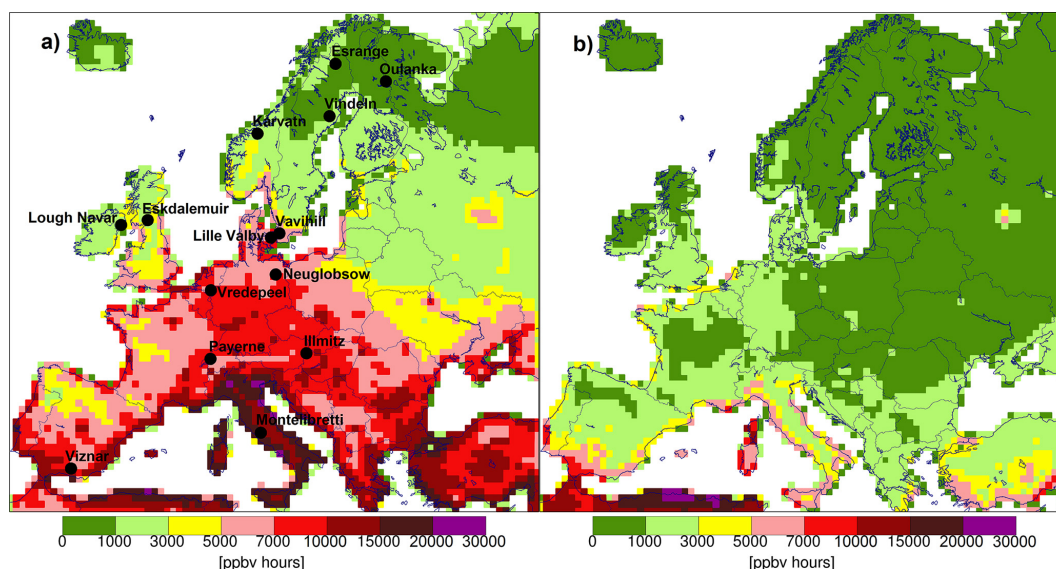 a)
b)
Esrange
Oulanka
Vindeln
Karvatn
Eskdalemuir
Lough Navar
Vavihill
Lille Valby
Neuglobsow
Vredepeel
Illmitz
Payerne
Montelibretti
Viznar
0 1000 3000 5000 7000 10000 15000 20000 30000
[ppbv hours]
0 1000 3000 5000 7000 10000 15000 20000 30000
[ppbv hours]